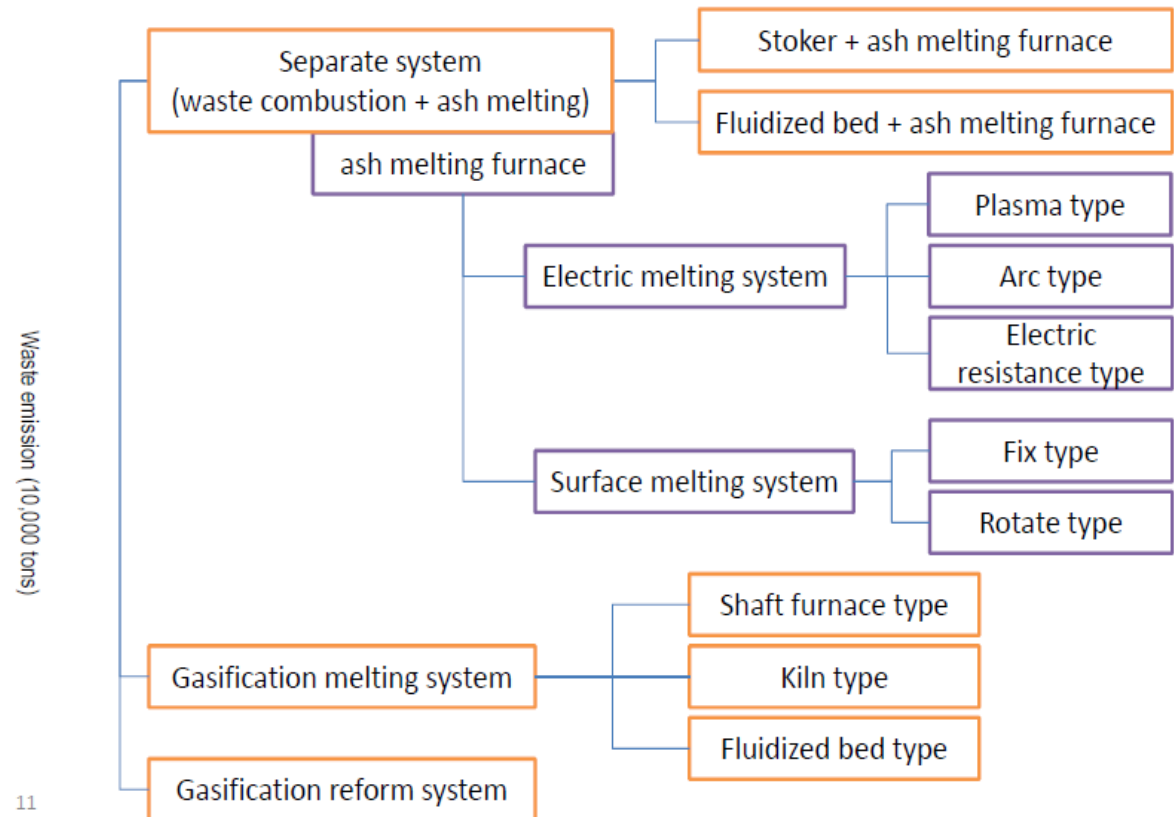 Separate system
(waste combustion + ash melting)
Stoker + ash melting furnace
Fluidized bed + ash melting furnace
ash melting furnace
Electric melting system
Plasma type
Arc type
Electric
resistance type
Surface melting system
Fix type
Rotate type
Gasification melting system
Shaft furnace type
Kiln type
Fluidized bed type
Gasification reform system
Waste emission (10,000 tons)
11